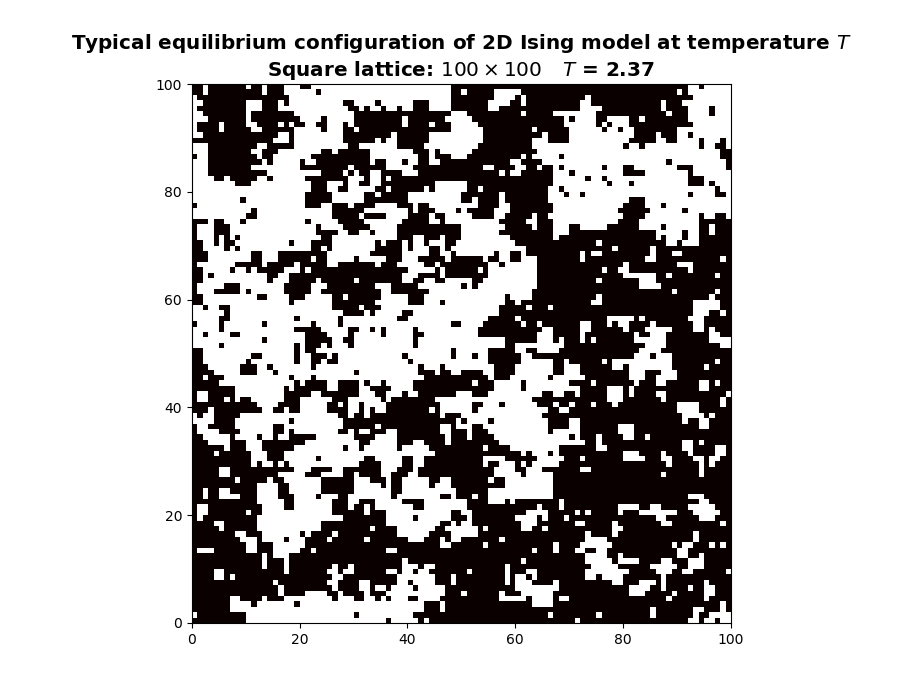 Typical equilibrium configuration of 2D Ising model at temperature T
Square lattice: 100 × 100   T = 2.37
100
80
60
40
20
0
0 20 40 60 80 100